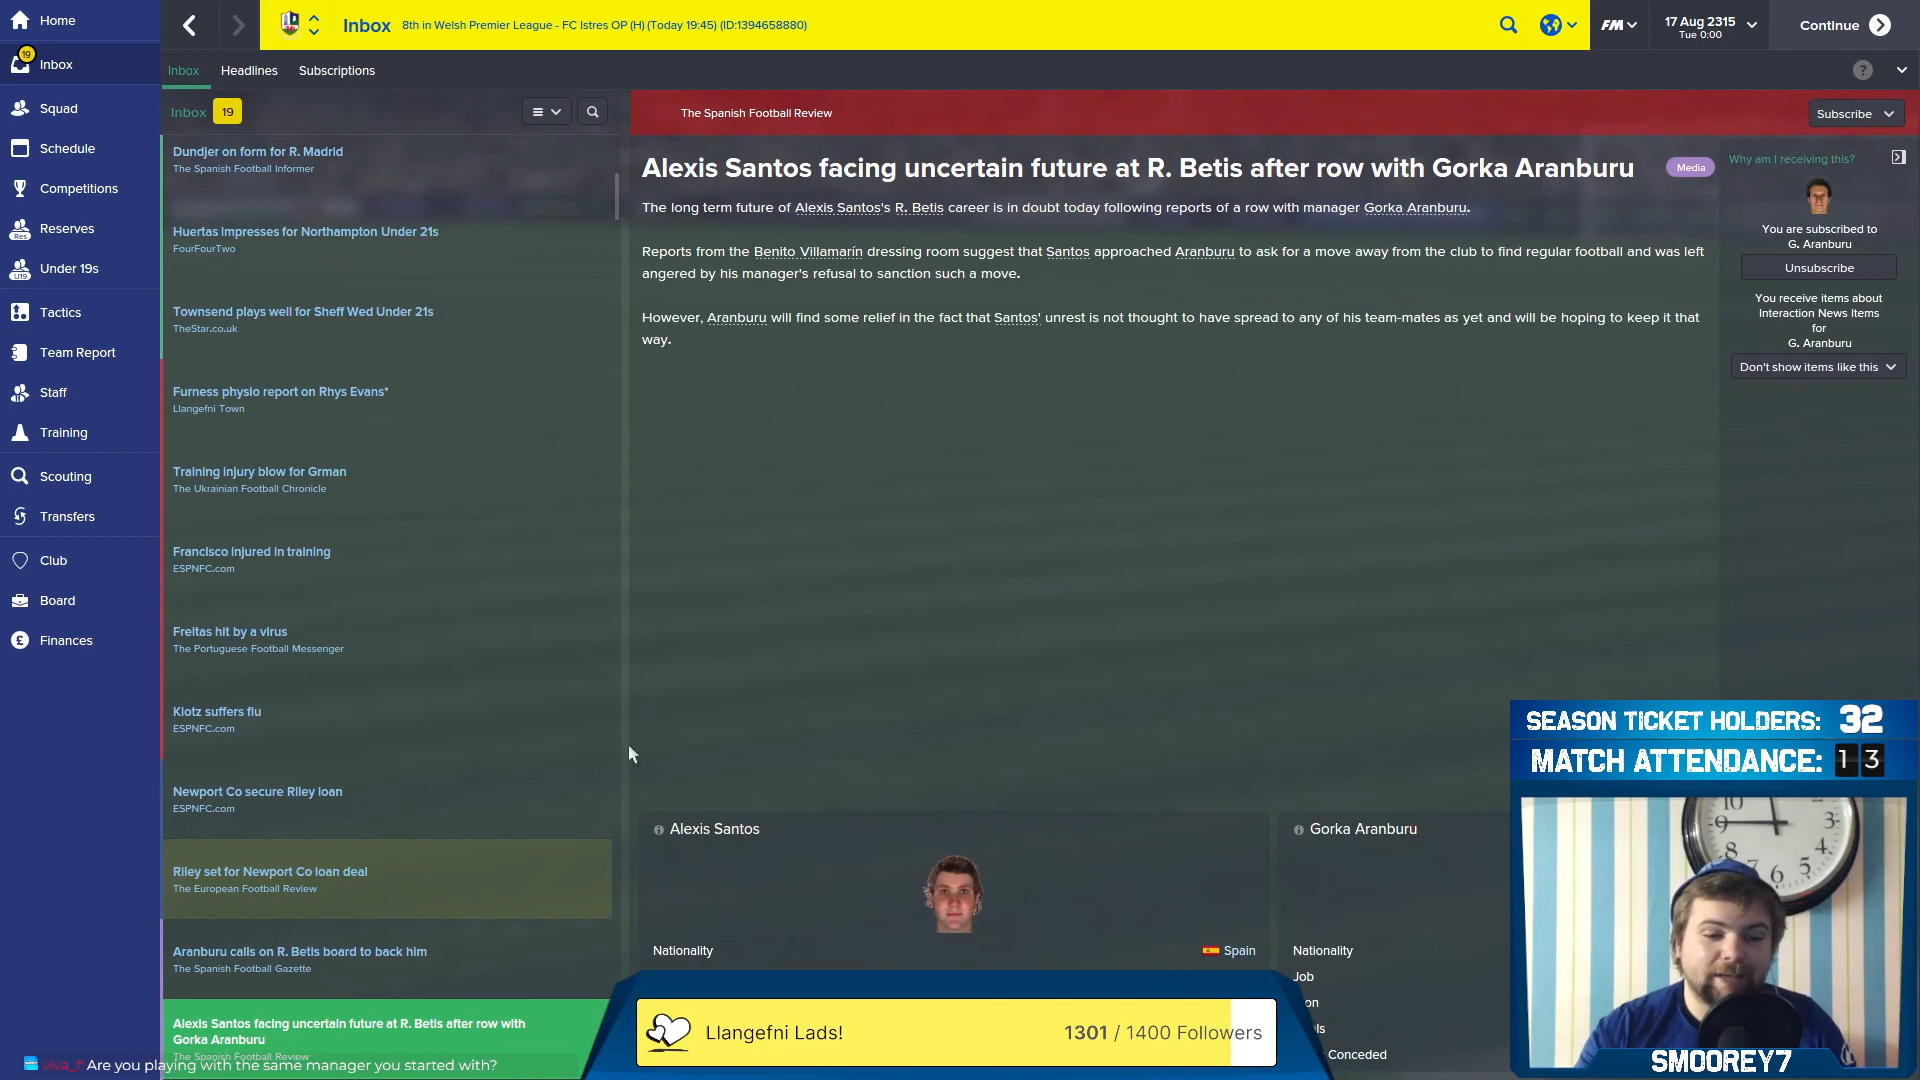 Home
Inbox
19
Squad
Schedule
Competitions
Reserves
Under 19s
Tactics
Team Report
Staff
Training
Scouting
Transfers
Club
Board
Finances
Inbox
8th in Welsh Premier League - FC Istres OP (H) (Today 19:45) (ID:1394658880)
FM
17 Aug 2315
Tue 0:00
Continue
Inbox
Headlines
Subscriptions
Inbox 19
Dundjer on form for R. Madrid
The Spanish Football Informer
Huertas impresses for Northampton Under 21s
FourFourTwo
Townsend plays well for Sheff Wed Under 21s
TheStar.co.uk
Furness physio report on Rhys Evans*
Llangefni Town
Training injury blow for Grman
The Ukrainian Football Chronicle
Francisco injured in training
ESPNFC.com
Freitas hit by a virus
The Portuguese Football Messenger
Klotz suffers flu
ESPNFC.com
Newport Co secure Riley loan
ESPNFC.com
Riley set for Newport Co loan deal
The European Football Review
Aranburu calls on R. Betis board to back him
The Spanish Football Gazette
Alexis Santos facing uncertain future at R. Betis after row with
Gorka Aranburu
The Spanish Football Review
viva_f: Are you playing with the same manager you started with?
The Spanish Football Review
Subscribe
Alexis Santos facing uncertain future at R. Betis after row with Gorka Aranburu
Media
The long term future of Alexis Santos's R. Betis career is in doubt today following reports of a row with manager Gorka Aranburu.
Reports from the Benito Villamarín dressing room suggest that Santos approached Aranburu to ask for a move away from the club to find regular football and was left
angered by his manager's refusal to sanction such a move.
However, Aranburu will find some relief in the fact that Santos' unrest is not thought to have spread to any of his team-mates as yet and will be hoping to keep it that
way.
Why am I receiving this?
You are subscribed to
G. Aranburu
Unsubscribe
You receive items about
Interaction News Items
for
G. Aranburu
Don't show items like this
Alexis Santos
Nationality
Spain
Gorka Aranburu
Nationality
Job
Conceded
Llangefni Lads!
1301 / 1400 Followers
SEASON TICKET HOLDERS: 32
MATCH ATTENDANCE: 13
10
9
8
7
6
5
4
3
SMOOREY7